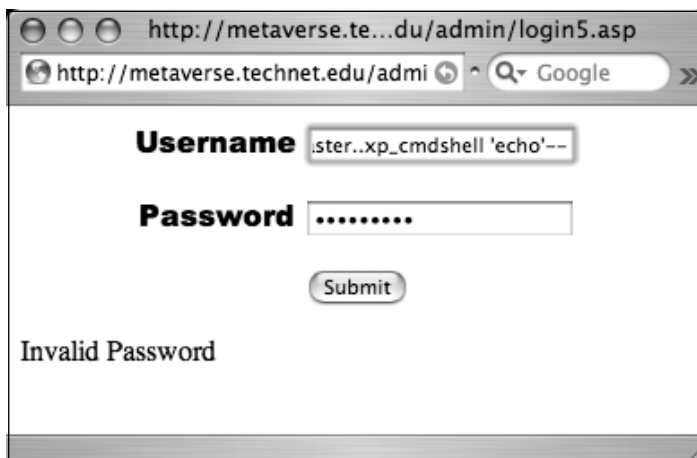 http://metaverse.te...du/admin/login5.asp
http://metaverse.technet.edu/admi Google »
Username ster..xp_cmdshell 'echo'--
Password •••••••••
Submit
Invalid Password